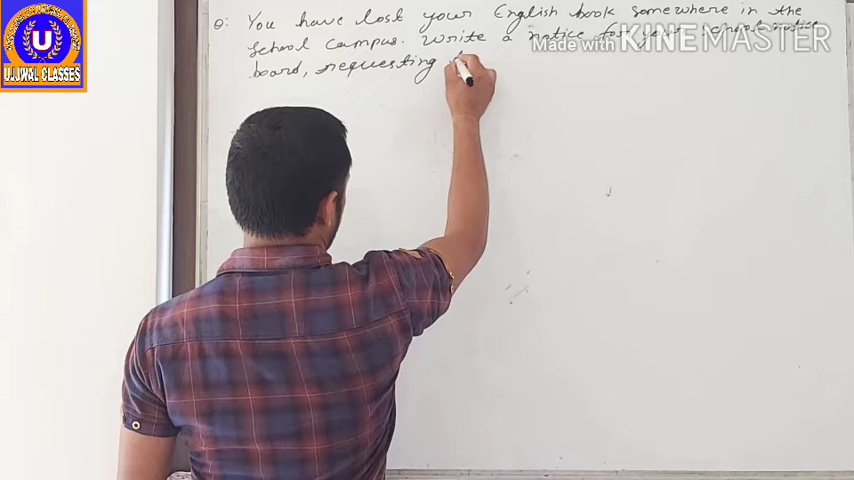 U
UJJWAL CLASSES
Q: You have lost your English book somewhere in the
school campus. Write a notice for your school notice
board, requesting
Made with KINEMASTER